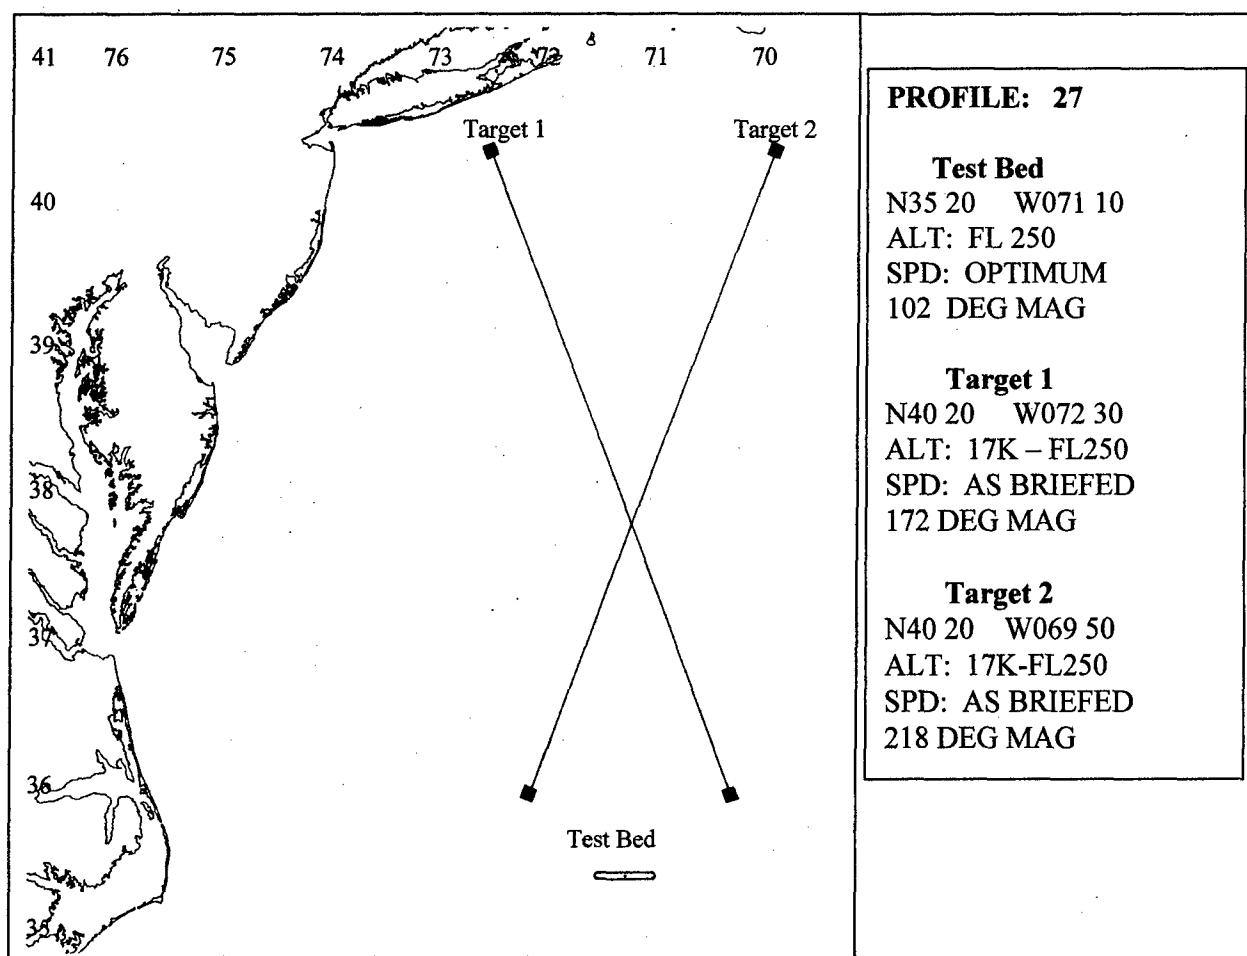 41 76 75 74 73 72 71 70
Target 1 Target 2
40
39
38
37
36
Test Bed
35
PROFILE: 27
Test Bed
N35 20 W071 10
ALT: FL 250
SPD: OPTIMUM
102 DEG MAG
Target 1
N40 20 W072 30
ALT: 17K – FL250
SPD: AS BRIEFED
172 DEG MAG
Target 2
N40 20 W069 50
ALT: 17K-FL250
SPD: AS BRIEFED
218 DEG MAG